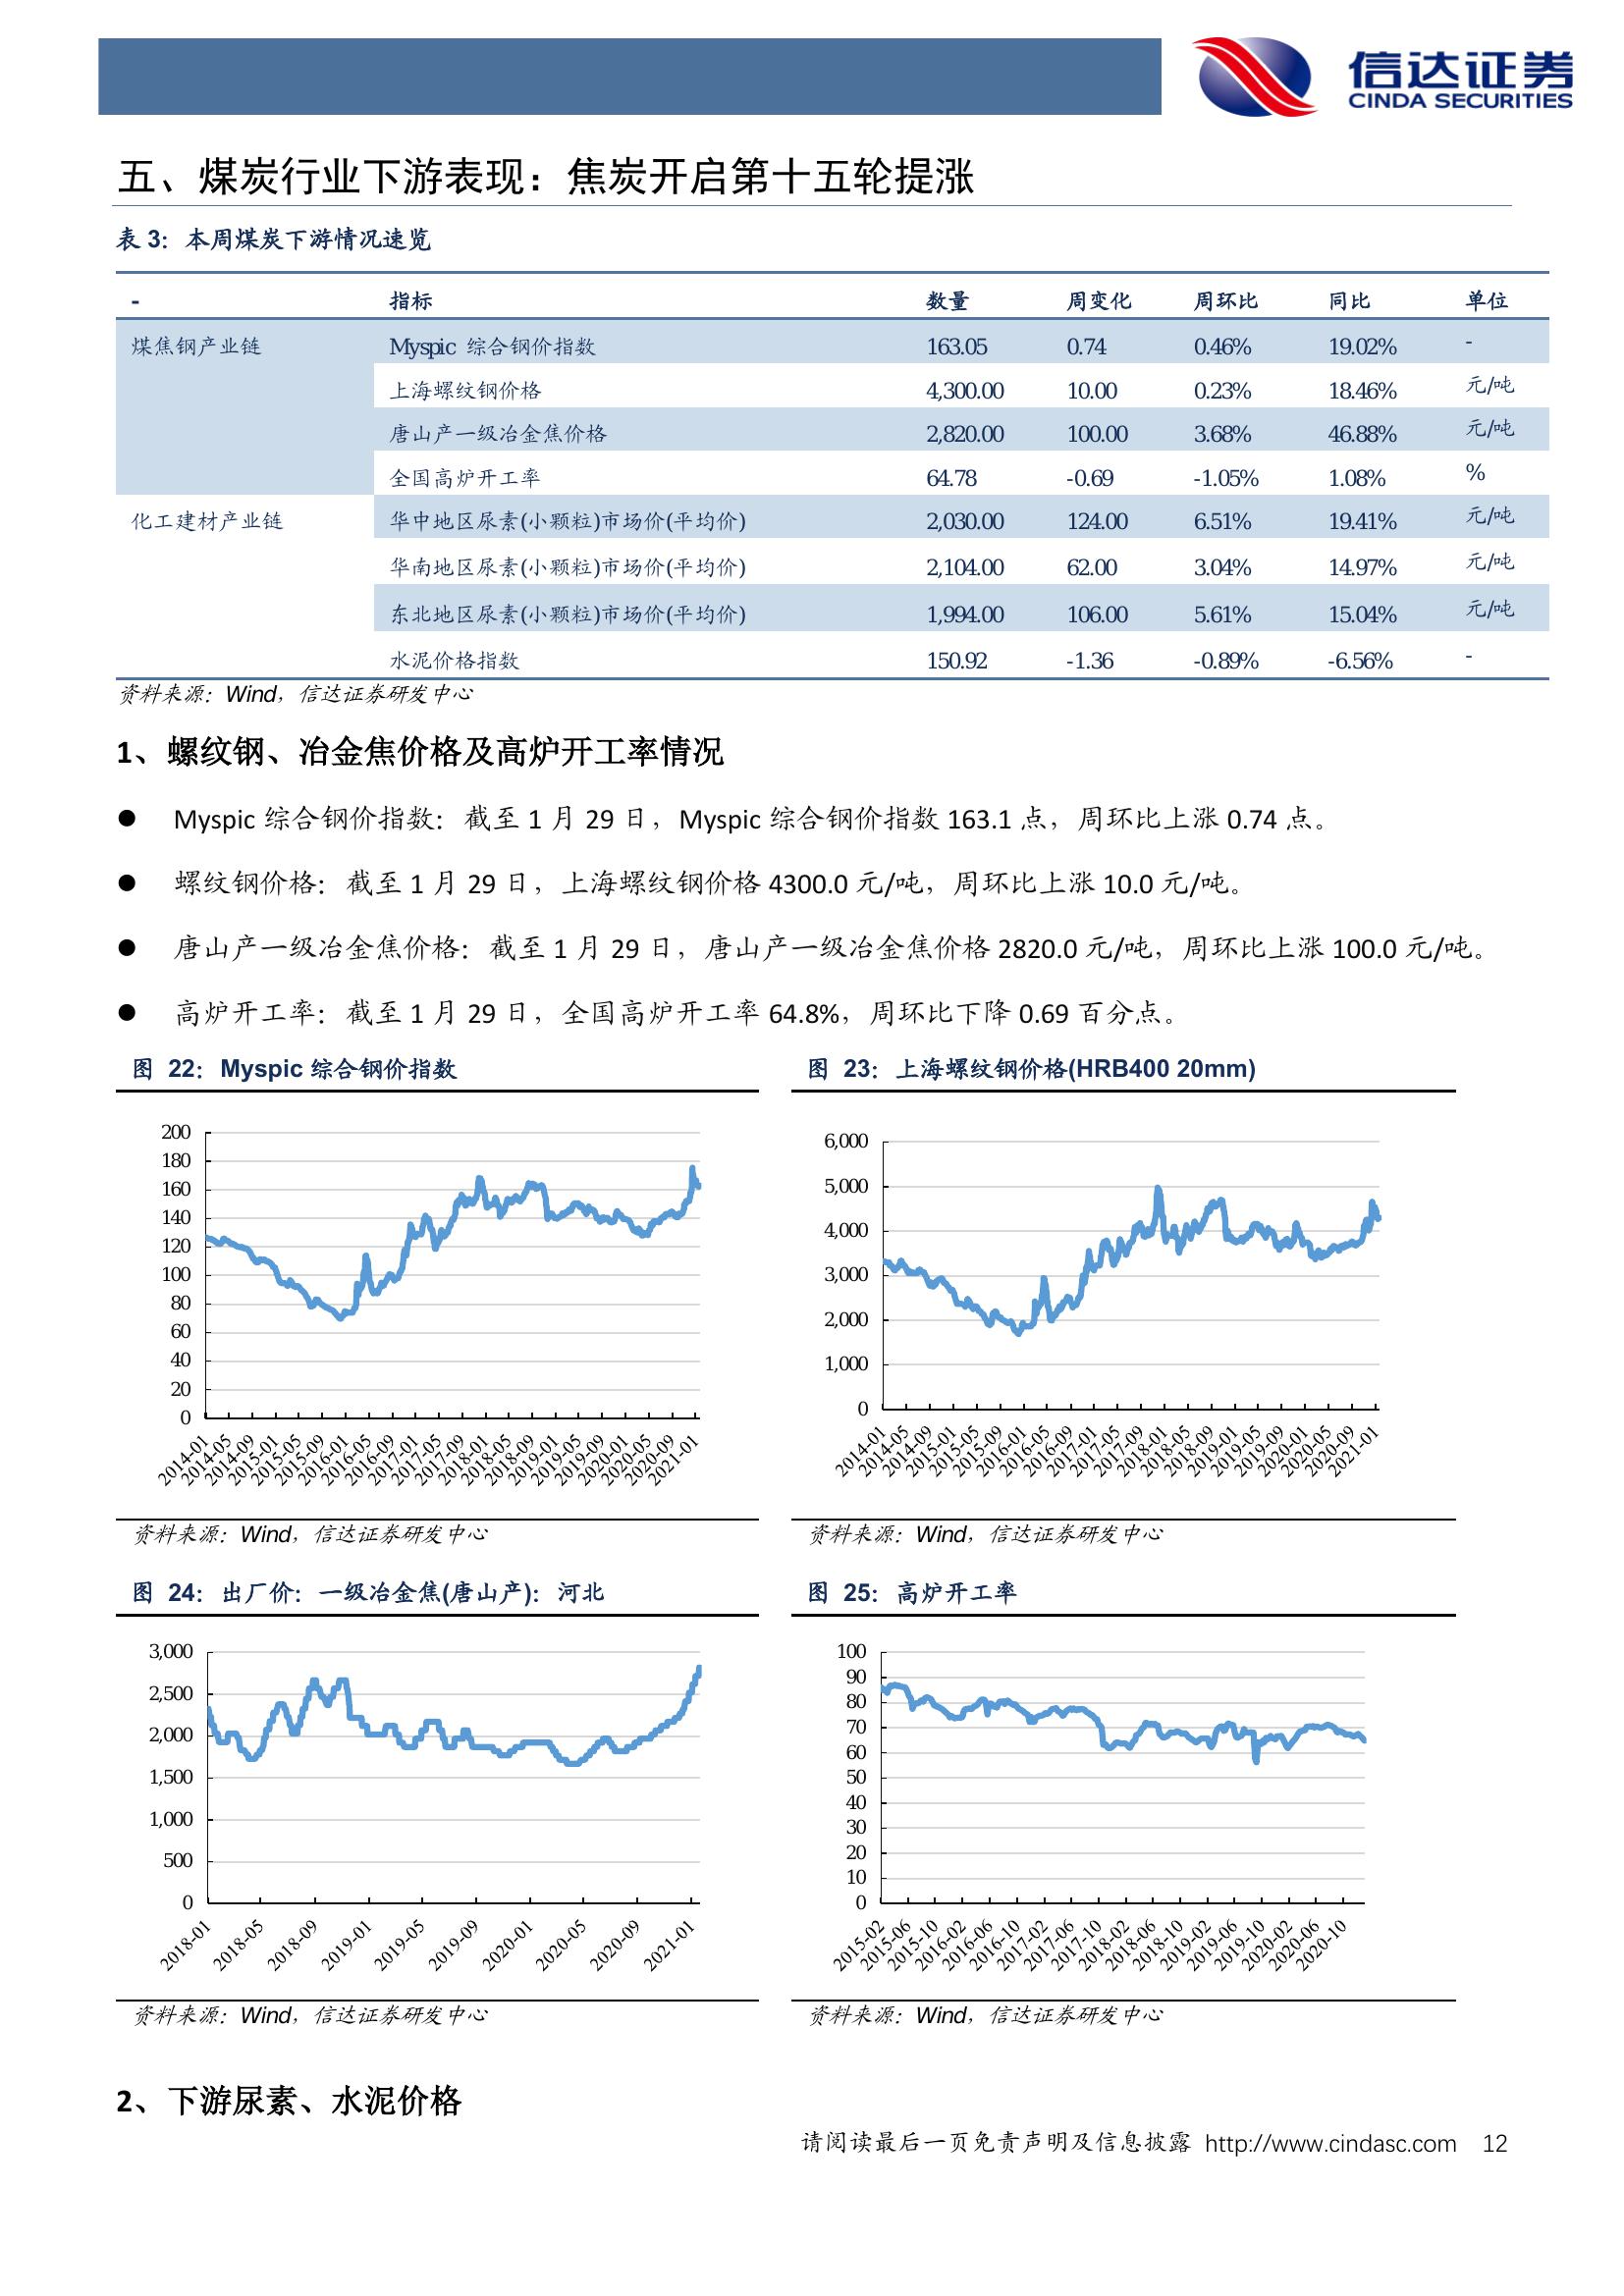 信达证券
CINDA SECURITIES
五、煤炭行业下游表现：焦炭开启第十五轮提涨
表 3：本周煤炭下游情况速览
- 指标 数量 周变化 周环比 同比 单位
煤焦钢产业链 Myspic 综合钢价指数 163.05 0.74 0.46% 19.02% -
上海螺纹钢价格 4,300.00 10.00 0.23% 18.46% 元/吨
唐山产一级冶金焦价格 2,820.00 100.00 3.68% 46.88% 元/吨
全国高炉开工率 64.78 -0.69 -1.05% 1.08% %
化工建材产业链 华中地区尿素(小颗粒)市场价(平均价) 2,030.00 124.00 6.51% 19.41% 元/吨
华南地区尿素(小颗粒)市场价(平均价) 2,104.00 62.00 3.04% 14.97% 元/吨
东北地区尿素(小颗粒)市场价(平均价) 1,994.00 106.00 5.61% 15.04% 元/吨
水泥价格指数 150.92 -1.36 -0.89% -6.56% -
资料来源：Wind，信达证券研发中心
1、螺纹钢、冶金焦价格及高炉开工率情况
● Myspic 综合钢价指数：截至 1 月 29 日，Myspic 综合钢价指数 163.1 点，周环比上涨 0.74 点。
● 螺纹钢价格：截至 1 月 29 日，上海螺纹钢价格 4300.0 元/吨，周环比上涨 10.0 元/吨。
● 唐山产一级冶金焦价格：截至 1 月 29 日，唐山产一级冶金焦价格 2820.0 元/吨，周环比上涨 100.0 元/吨。
● 高炉开工率：截至 1 月 29 日，全国高炉开工率 64.8%，周环比下降 0.69 百分点。
图 22：Myspic 综合钢价指数
200
180
160
140
120
100
80
60
40
20
0
2014-01 2014-05 2014-09 2015-01 2015-05 2015-09 2016-01 2016-05 2016-09 2017-01 2017-05 2017-09 2018-01 2018-05 2018-09 2019-01 2019-05 2019-09 2020-01 2020-05 2020-09 2021-01
资料来源：Wind，信达证券研发中心
图 23：上海螺纹钢价格(HRB400 20mm)
6,000
5,000
4,000
3,000
2,000
1,000
0
2014-01 2014-05 2014-09 2015-01 2015-05 2015-09 2016-01 2016-05 2016-09 2017-01 2017-05 2017-09 2018-01 2018-05 2018-09 2019-01 2019-05 2019-09 2020-01 2020-05 2020-09 2021-01
资料来源：Wind，信达证券研发中心
图 24：出厂价：一级冶金焦(唐山产)：河北
3,000
2,500
2,000
1,500
1,000
500
0
2018-01 2018-05 2018-09 2019-01 2019-05 2019-09 2020-01 2020-05 2020-09 2021-01
资料来源：Wind，信达证券研发中心
图 25：高炉开工率
100
90
80
70
60
50
40
30
20
10
0
2015-02 2015-06 2015-10 2016-02 2016-06 2016-10 2017-02 2017-06 2017-10 2018-02 2018-06 2018-10 2019-02 2019-06 2019-10 2020-02 2020-06 2020-10
资料来源：Wind，信达证券研发中心
2、下游尿素、水泥价格
请阅读最后一页免责声明及信息披露 http://www.cindasc.com 12